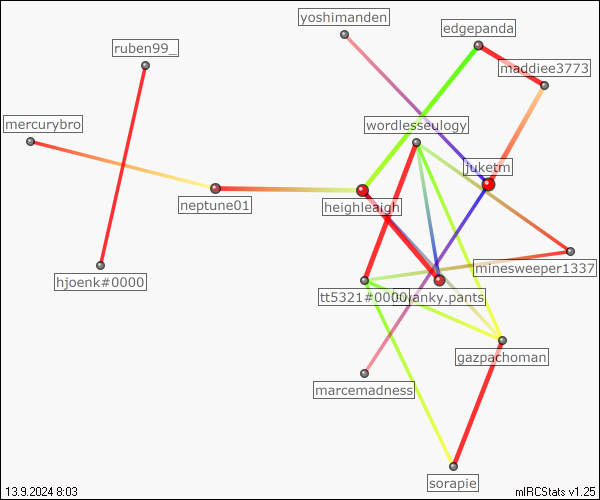 yoshimanden
edgepanda
ruben99_
maddiee3773
mercurybro
wordlesseulogy
juketm
neptune01
heighleaigh
minesweeper1337
hjoenk#0000
tt5321#0000
anky.pants
gazpachoman
marcemadness
sorapie
13.9.2024 8:03
mIRCStats v1.25